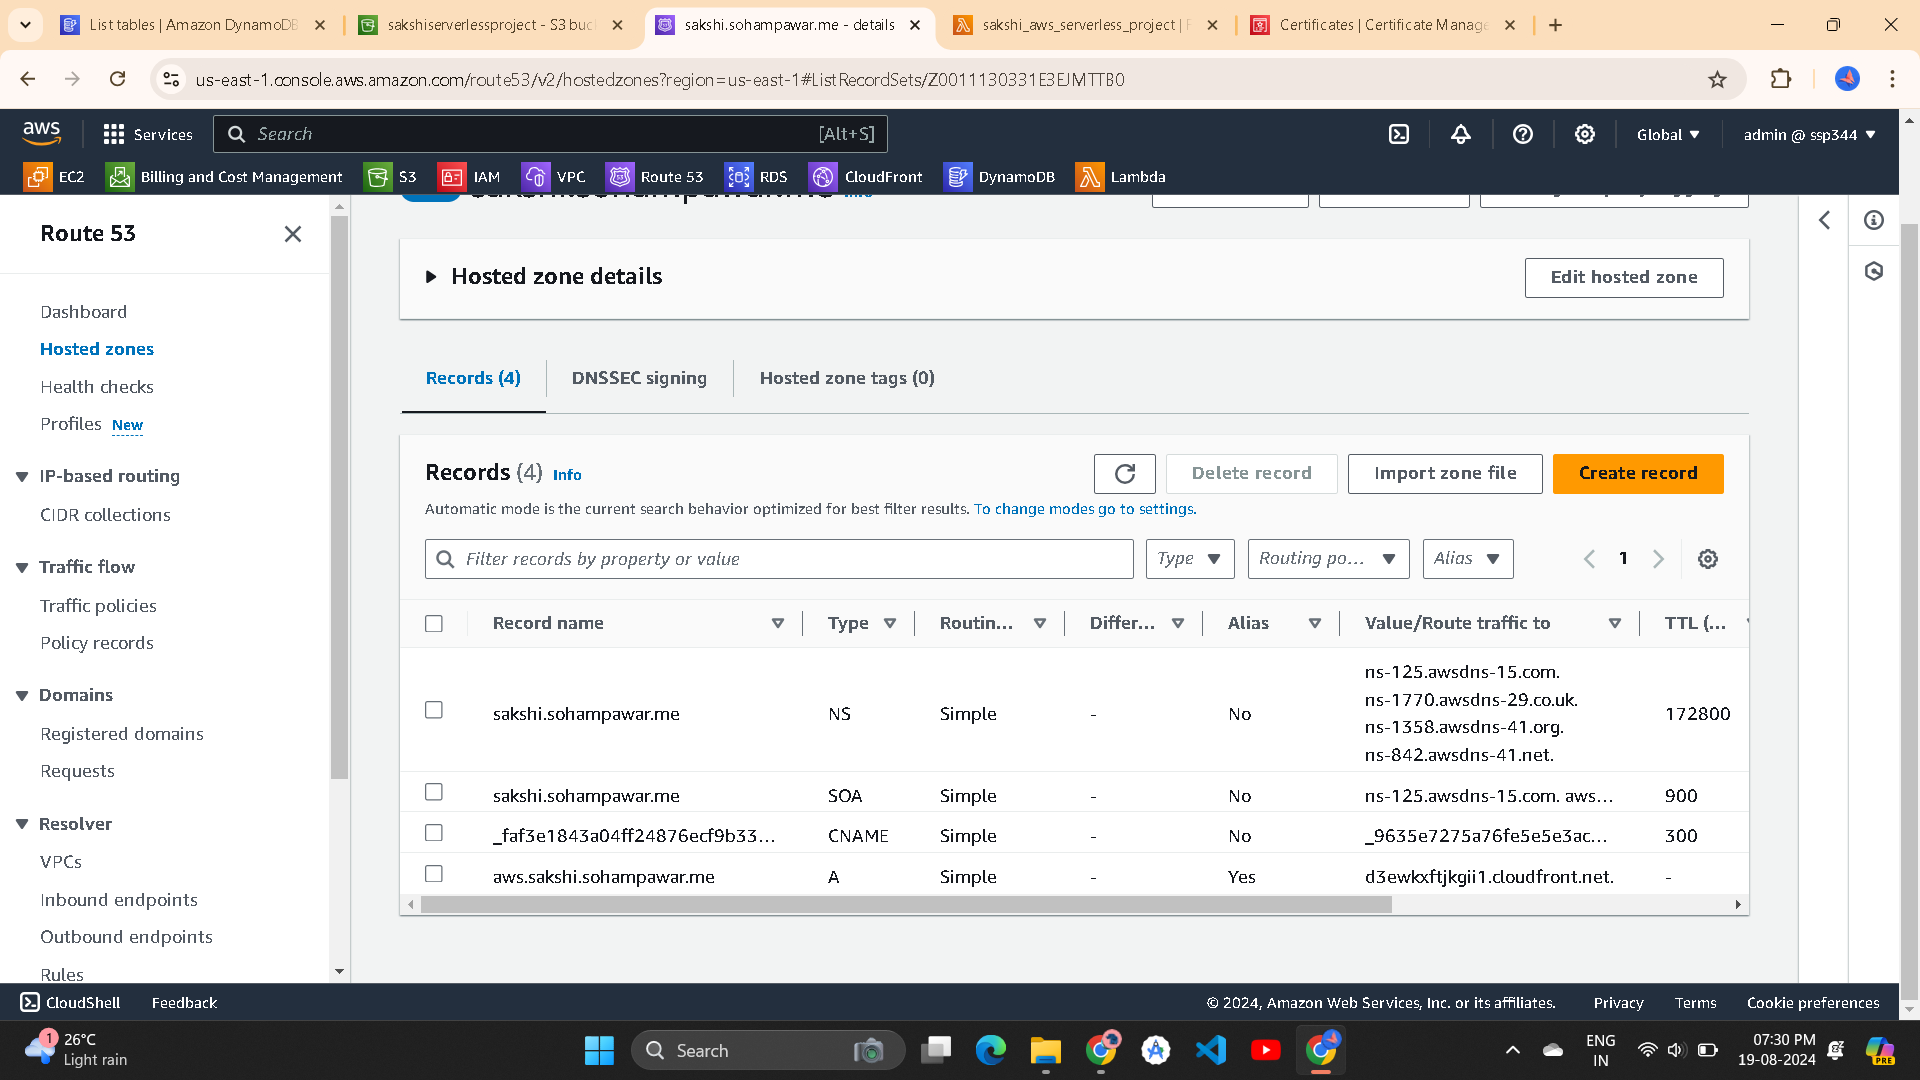 List tables | Amazon DynamoDB
sakshiserverlessproject - S3 buc
sakshi.sohampawar.me - details
sakshi_aws_serverless_project | F
Certificates | Certificate Manage
us-east-1.console.aws.amazon.com/route53/v2/hostedzones?region=us-east-1#ListRecordSets/Z0011130331E3EJMTTB0
aws
Services
Search
[Alt+S]
Global
admin @ ssp344
EC2
Billing and Cost Management
S3
IAM
VPC
Route 53
RDS
CloudFront
DynamoDB
Lambda
Route 53
Dashboard
Hosted zones
Health checks
Profiles New
IP-based routing
CIDR collections
Traffic flow
Traffic policies
Policy records
Domains
Registered domains
Requests
Resolver
VPCs
Inbound endpoints
Outbound endpoints
Rules
sakshi.sohampawar.me Info
Hosted zone details
Edit hosted zone
Records (4)
DNSSEC signing
Hosted zone tags (0)
Records (4) Info
Delete record
Import zone file
Create record
Automatic mode is the current search behavior optimized for best filter results. To change modes go to settings.
Filter records by property or value
Type
Routing po...
Alias
1
Record name Type Routin... Differ... Alias Value/Route traffic to TTL (...
sakshi.sohampawar.me NS Simple - No
ns-125.awsdns-15.com.
ns-1770.awsdns-29.co.uk.
ns-1358.awsdns-41.org.
ns-842.awsdns-41.net.
172800
sakshi.sohampawar.me SOA Simple - No ns-125.awsdns-15.com. aws... 900
_faf3e1843a04ff24876ecf9b33... CNAME Simple - No _9635e7275a76fe5e5e3ac... 300
aws.sakshi.sohampawar.me A Simple - Yes d3ewkxftjkgii1.cloudfront.net. -
CloudShell
Feedback
© 2024, Amazon Web Services, Inc. or its affiliates.
Privacy
Terms
Cookie preferences
1
26°C
Light rain
Search
ENG
IN
07:30 PM
19-08-2024
PRE